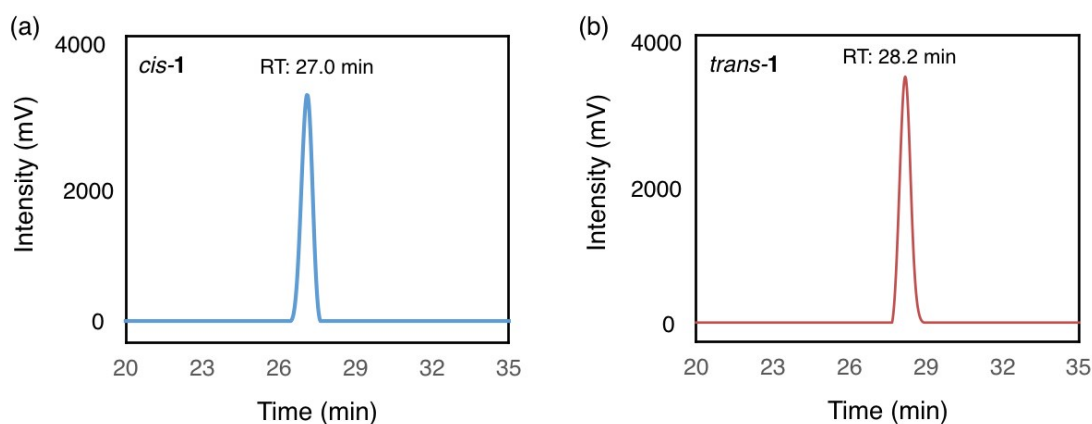 (a)
4000
cis-1
RT: 27.0 min
Intensity (mV)
2000
0
20 23 26 29 32 35
Time (min)
(b)
4000
trans-1
RT: 28.2 min
Intensity (mV)
2000
0
20 23 26 29 32 35
Time (min)